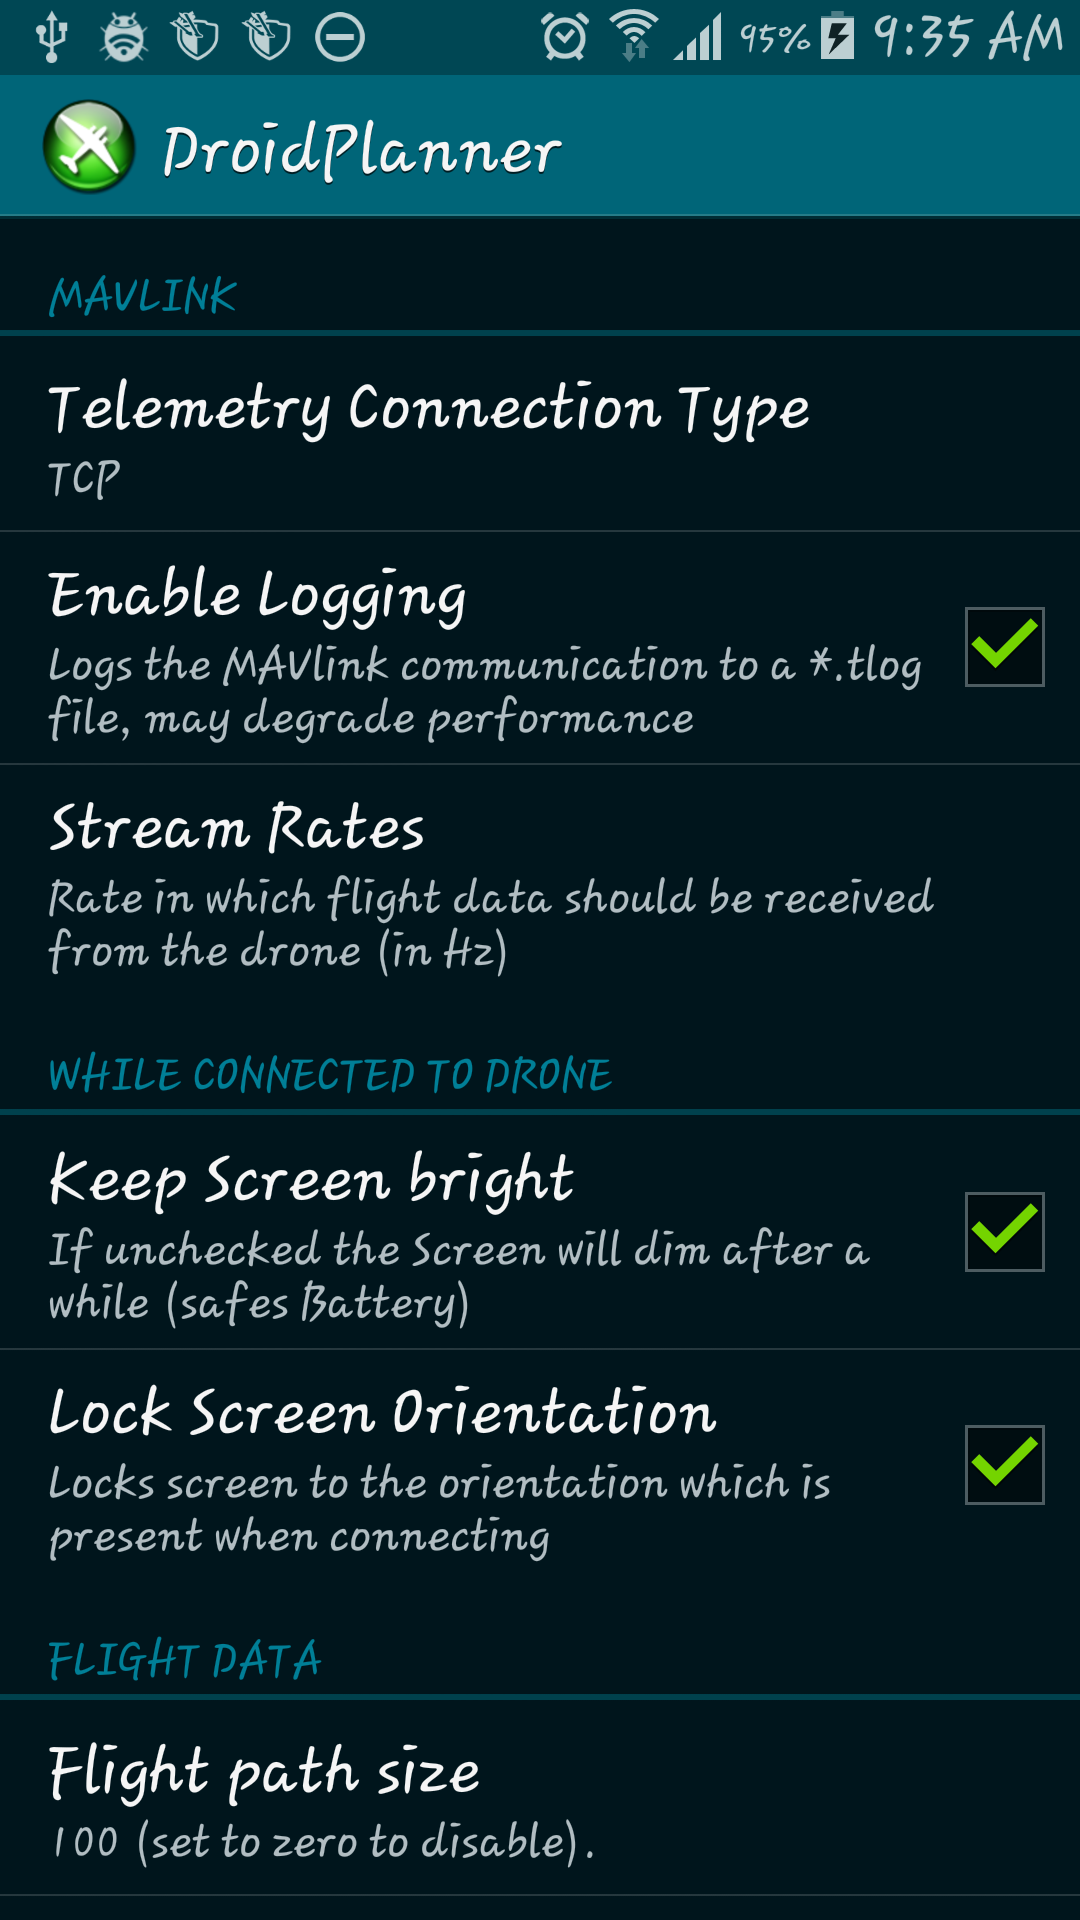 95% 9:35 AM
DroidPlanner
MAVLINK
Telemetry Connection Type
TCP
Enable Logging
Logs the MAVlink communication to a *.tlog
file, may degrade performance
Stream Rates
Rate in which flight data should be received
from the drone (in Hz)
WHILE CONNECTED TO DRONE
Keep Screen bright
If unchecked the Screen will dim after a
while (safes Battery)
Lock Screen Orientation
Locks screen to the orientation which is
present when connecting
FLIGHT DATA
Flight path size
100 (set to zero to disable).